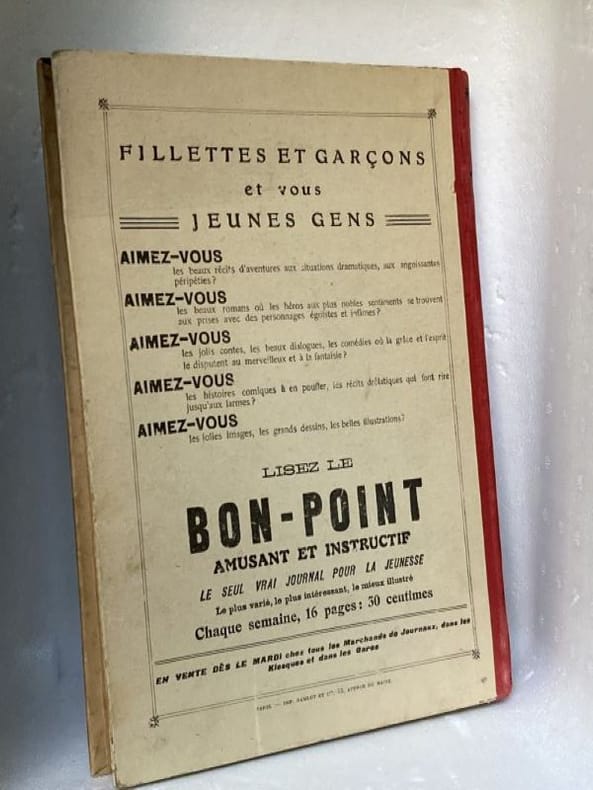 FILLETTES ET GARÇONS
et vous
JEUNES GENS
AIMEZ-VOUS
les beaux récits d'aventures aux situations dramatiques, aux angoissantes
péripéties ?
AIMEZ-VOUS
les beaux romans où les héros aux plus nobles sentiments se trouvent
aux prises avec des personnages égoïstes et infimes ?
AIMEZ-VOUS
les jolis contes, les beaux dialogues, les comédies où la grâce et l'esprit
le disputent au merveilleux et à la fantaisie ?
AIMEZ-VOUS
les histoires comiques à en pouffer, les récits drôlatiques qui font rire
jusqu'aux larmes ?
AIMEZ-VOUS
les jolies images, les grands dessins, les belles illustrations ?
LISEZ LE
BON-POINT
AMUSANT ET INSTRUCTIF
LE SEUL VRAI JOURNAL POUR LA JEUNESSE
Le plus varié, le plus intéressant, le mieux illustré
Chaque semaine, 16 pages : 30 centimes
EN VENTE DÈS LE MARDI chez tous les Marchands de Journaux, dans les
Kiosques et dans les Gares
PARIS — IMP. ET Cie, AVENUE DU MAINE